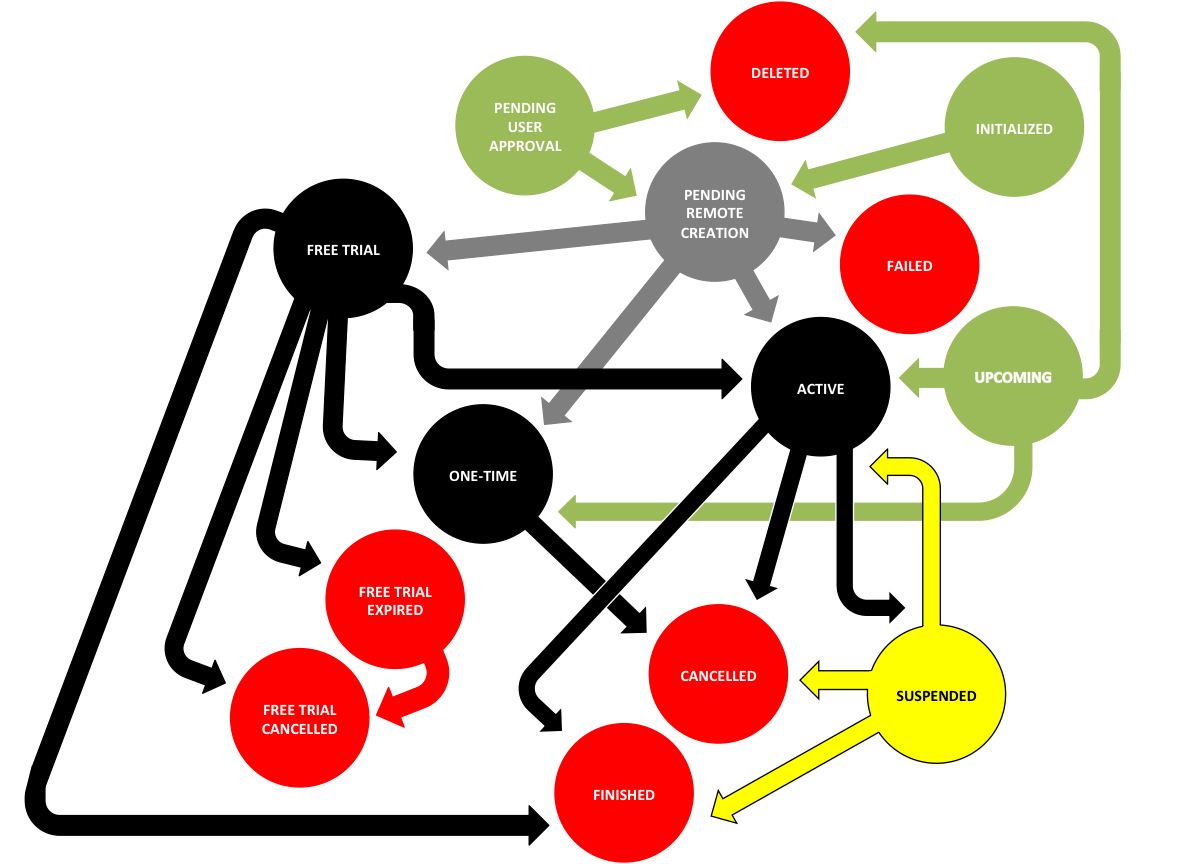 DELETED
PENDING
USER
APPROVAL
INITIALIZED
PENDING
REMOTE
CREATION
FREE TRIAL
FAILED
UPCOMING
ACTIVE
ONE-TIME
FREE TRIAL
EXPIRED
CANCELLED
SUSPENDED
FREE TRIAL
CANCELLED
FINISHED